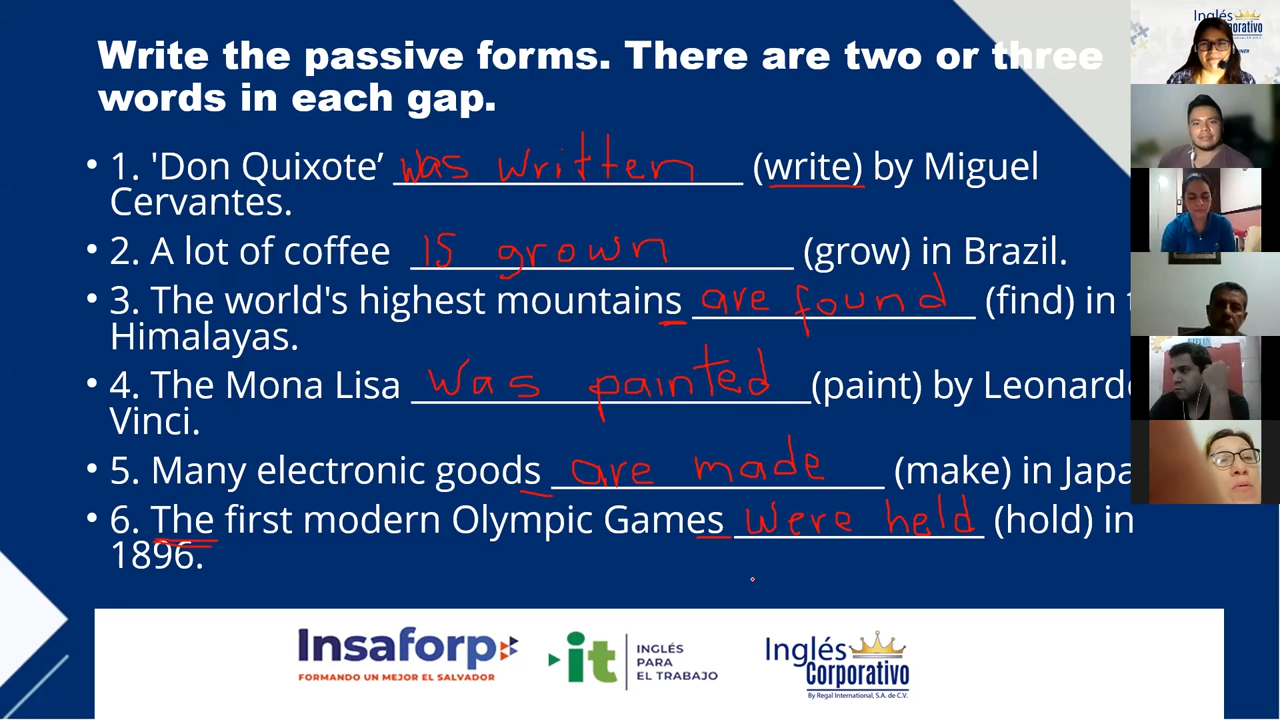 Write the passive forms. There are two or three
words in each gap.
• 1. 'Don Quixote’ was written (write) by Miguel
Cervantes.
• 2. A lot of coffee is grown (grow) in Brazil.
• 3. The world's highest mountains are found (find) in
Himalayas.
• 4. The Mona Lisa was painted (paint) by
Vinci.
• 5. Many electronic goods are made (make) in
• 6. The first modern Olympic Games were held (hold) in
1896.
Insaforp
FORMANDO UN MEJOR EL SALVADOR
it
INGLÉS
PARA
EL TRABAJO
Inglés
Corporativo
By Regal International, S.A. de C.V.
Inglés
Corporativo